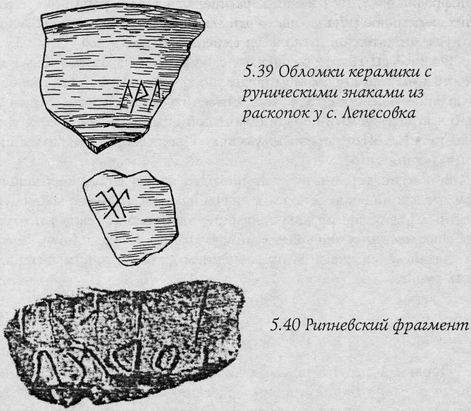 5.39 Обломки керамики с
руническими знаками из
раскопок у с. Лепесовка
5.40 Рипневский фрагмент